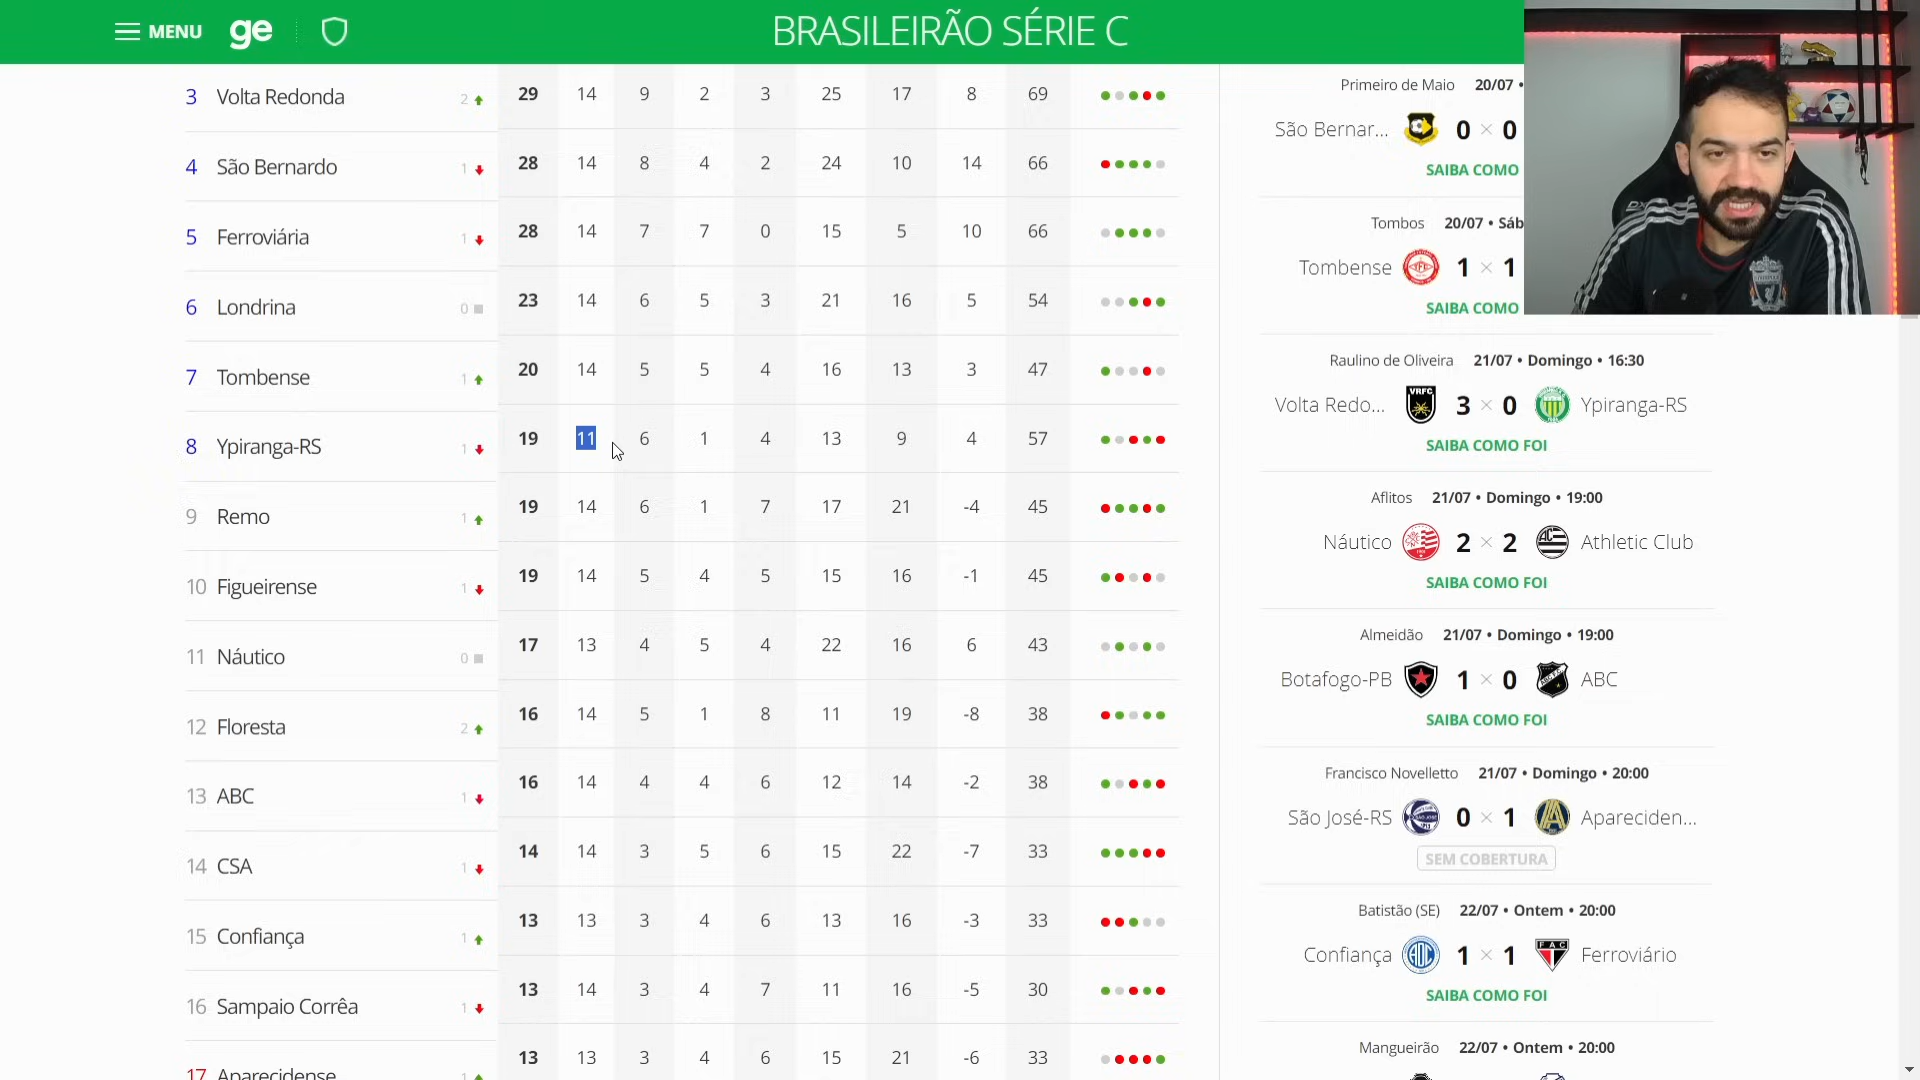 MENU ge BRASILEIRÃO SÉRIE C
3 Volta Redonda 2 29 14 9 2 3 25 17 8 69
4 São Bernardo 1 28 14 8 4 2 24 10 14 66
5 Ferroviária 1 28 14 7 7 0 15 5 10 66
6 Londrina 0 23 14 6 5 3 21 16 5 54
7 Tombense 1 20 14 5 5 4 16 13 3 47
8 Ypiranga-RS 1 19 11 6 1 4 13 9 4 57
9 Remo 1 19 14 6 1 7 17 21 -4 45
10 Figueirense 1 19 14 5 4 5 15 16 -1 45
11 Náutico 0 17 13 4 5 4 22 16 6 43
12 Floresta 2 16 14 5 1 8 11 19 -8 38
13 ABC 1 16 14 4 4 6 12 14 -2 38
14 CSA 1 14 14 3 5 6 15 22 -7 33
15 Confiança 1 13 13 3 4 6 13 16 -3 33
16 Sampaio Corrêa 1 13 14 3 4 7 11 16 -5 30
17 Aparecidense 1 13 13 3 4 6 15 21 -6 33
Primeiro de Maio 20/07 •
São Bernar... 0 × 0
SAIBA COMO
Tombos 20/07 • Sáb
Tombense 1 × 1
SAIBA COMO
Raulino de Oliveira 21/07 • Domingo • 16:30
Volta Redo... VRFC 3 × 0 Ypiranga-RS
SAIBA COMO FOI
Aflitos 21/07 • Domingo • 19:00
Náutico 2 × 2 Athletic Club
SAIBA COMO FOI
Almeidão 21/07 • Domingo • 19:00
Botafogo-PB 1 × 0 ABC
SAIBA COMO FOI
Francisco Novelletto 21/07 • Domingo • 20:00
São José-RS 0 × 1 Apareciden...
SEM COBERTURA
Batistão (SE) 22/07 • Ontem • 20:00
Confiança 1 × 1 FAC Ferroviário
SAIBA COMO FOI
Mangueirão 22/07 • Ontem • 20:00